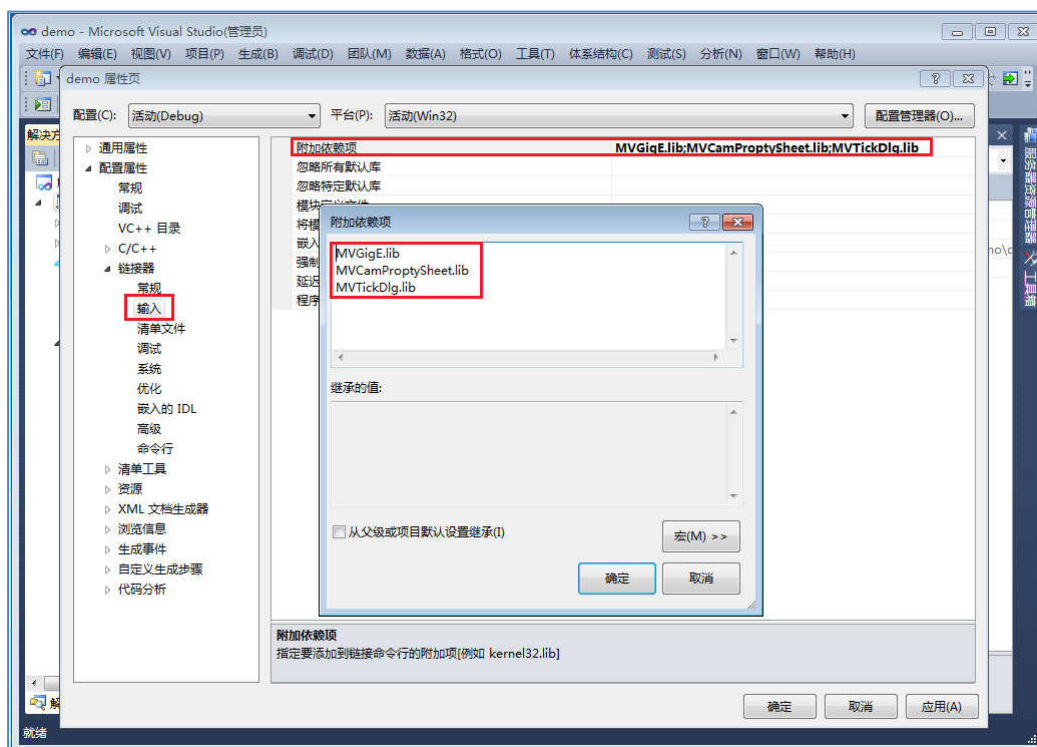 demo - Microsoft Visual Studio(管理员)
文件(F) 编辑(E) 视图(V) 项目(P) 生成(B) 调试(D) 团队(M) 数据(A) 格式(O) 工具(T) 体系结构(C) 测试(S) 分析(N) 窗口(W) 帮助(H)
demo 属性页
配置(C): 活动(Debug) 平台(P): 活动(Win32) 配置管理器(O)...
解决方
通用属性
配置属性
常规
调试
VC++ 目录
C/C++
链接器
常规
输入
清单文件
调试
系统
优化
嵌入的 IDL
高级
命令行
清单工具
资源
XML 文档生成器
浏览信息
生成事件
自定义生成步骤
代码分析
附加依赖项 MVGigE.lib;MVCamProptySheet.lib;MVTickDlg.lib
忽略所有默认库
忽略特定默认库
模块定义文件
将模
嵌入
强制
延迟
程序
附加依赖项
MVGigE.lib
MVCamProptySheet.lib
MVTickDlg.lib
继承的值:
从父级或项目默认设置继承(I)
宏(M) >>
确定 取消
附加依赖项
指定要添加到链接命令行的附加项[例如 kernel32.lib]
确定 取消 应用(A)
服务器资源管理器
工具箱
就绪